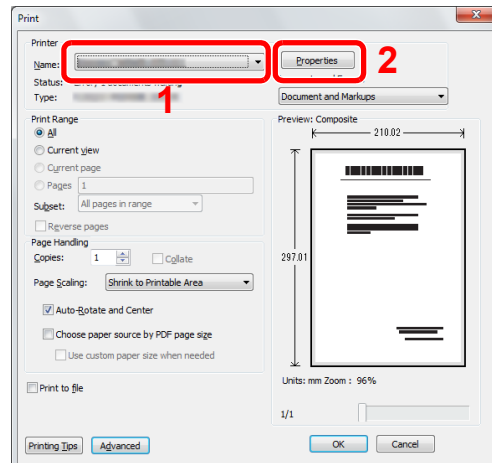 Print
Printer
Name:
Properties
2
Status:
1
Type:
Document and Markups
Print Range
All
Current view
Current page
Pages 1
Subset: All pages in range
Reverse pages
Page Handling
Copies: 1 Collate
Page Scaling: Shrink to Printable Area
Auto-Rotate and Center
Choose paper source by PDF page size
Use custom paper size when needed
Print to file
Preview: Composite
210.02
297.01
Units: mm Zoom : 96%
1/1
Printing Tips Advanced OK Cancel